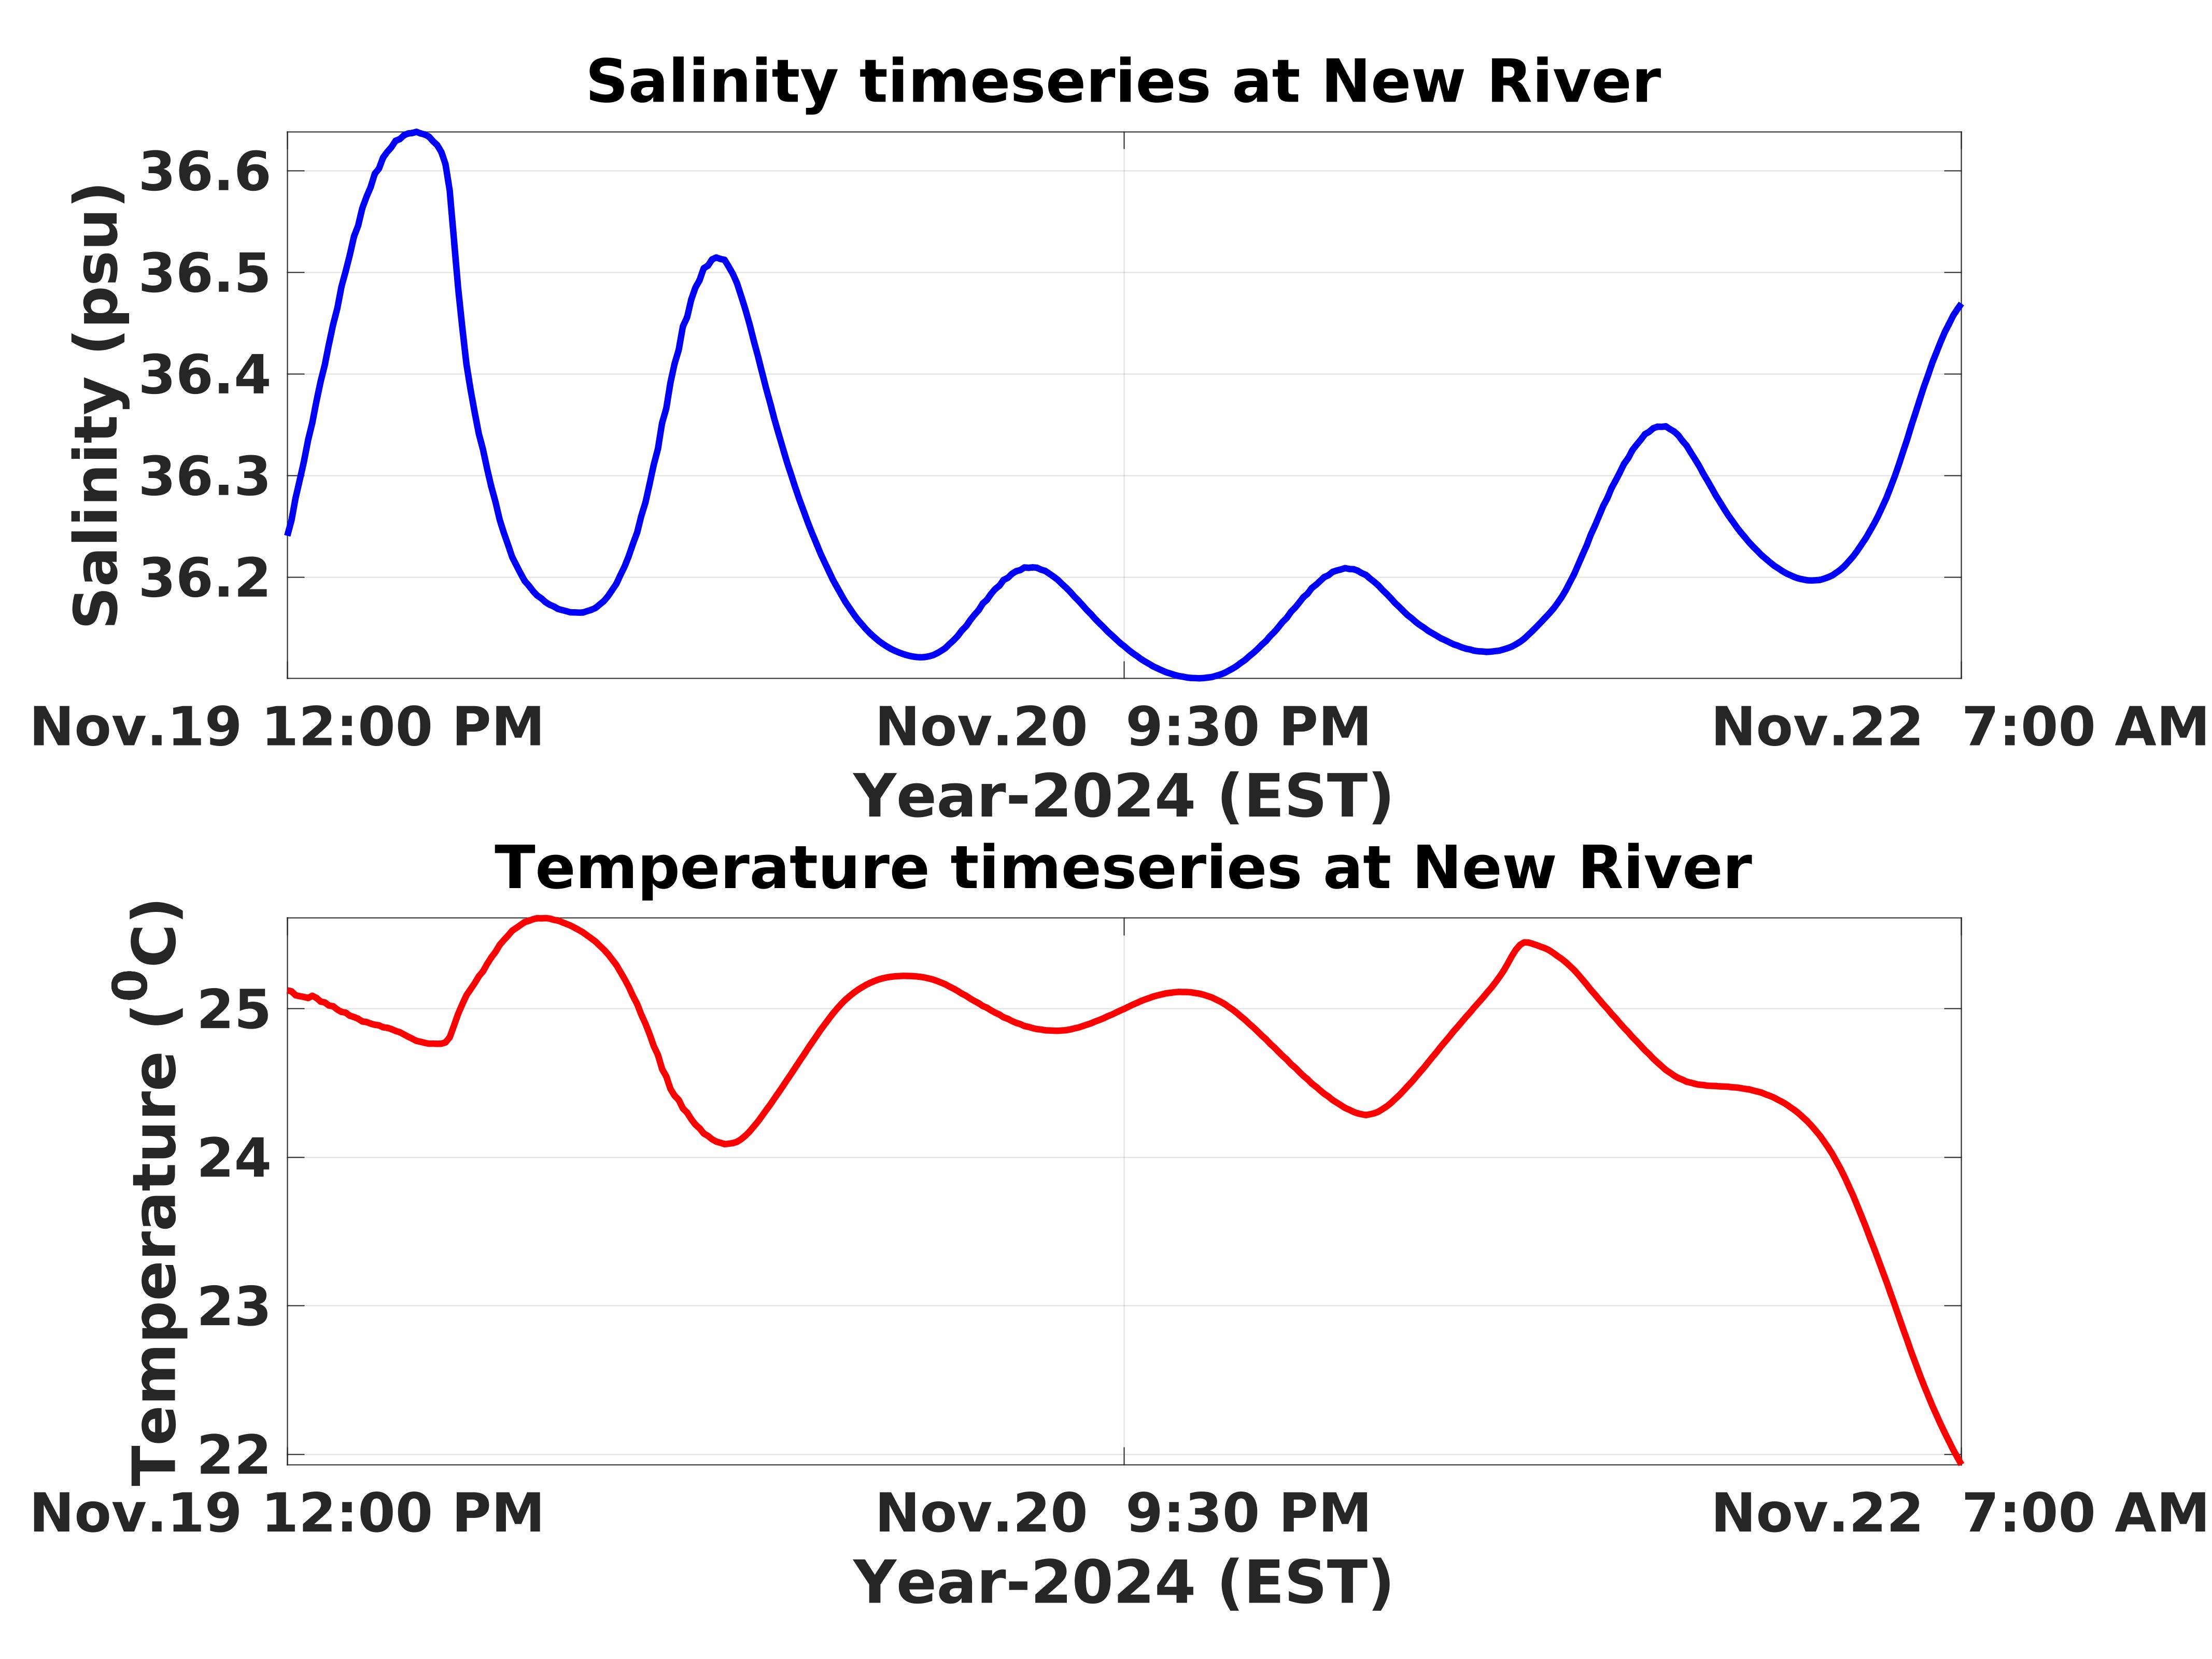 Salinity timeseries at New River
Salinity (psu)
36.6
36.5
36.4
36.3
36.2
Nov.19 12:00 PM Nov.20  9:30 PM Nov.22  7:00 AM
Year-2024 (EST)
Temperature timeseries at New River
Temperature (⁰C)
25
24
23
22
Nov.19 12:00 PM Nov.20  9:30 PM Nov.22  7:00 AM
Year-2024 (EST)